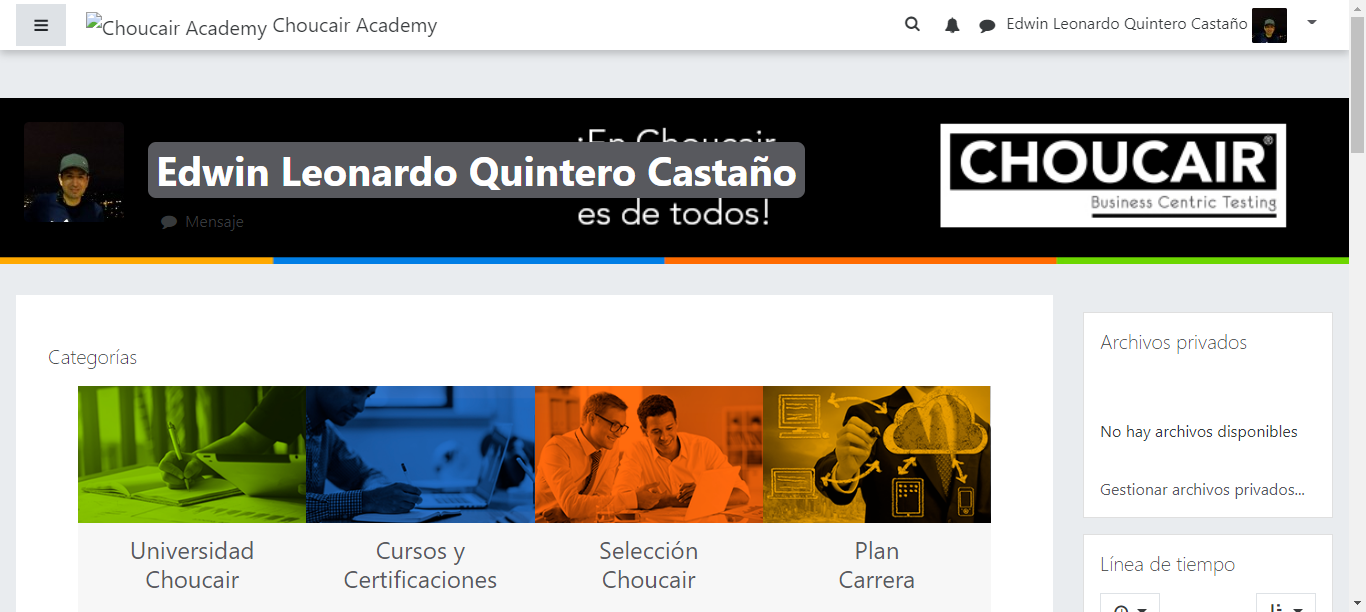 Choucair Academy Choucair Academy
Edwin Leonardo Quintero Castaño
¡En Choucair
Edwin Leonardo Quintero Castaño
es de todos!
Mensaje
CHOUCAIR®
Business Centric Testing
Categorías
Universidad
Choucair
Cursos y
Certificaciones
Selección
Choucair
Plan
Carrera
Archivos privados
No hay archivos disponibles
Gestionar archivos privados...
Línea de tiempo